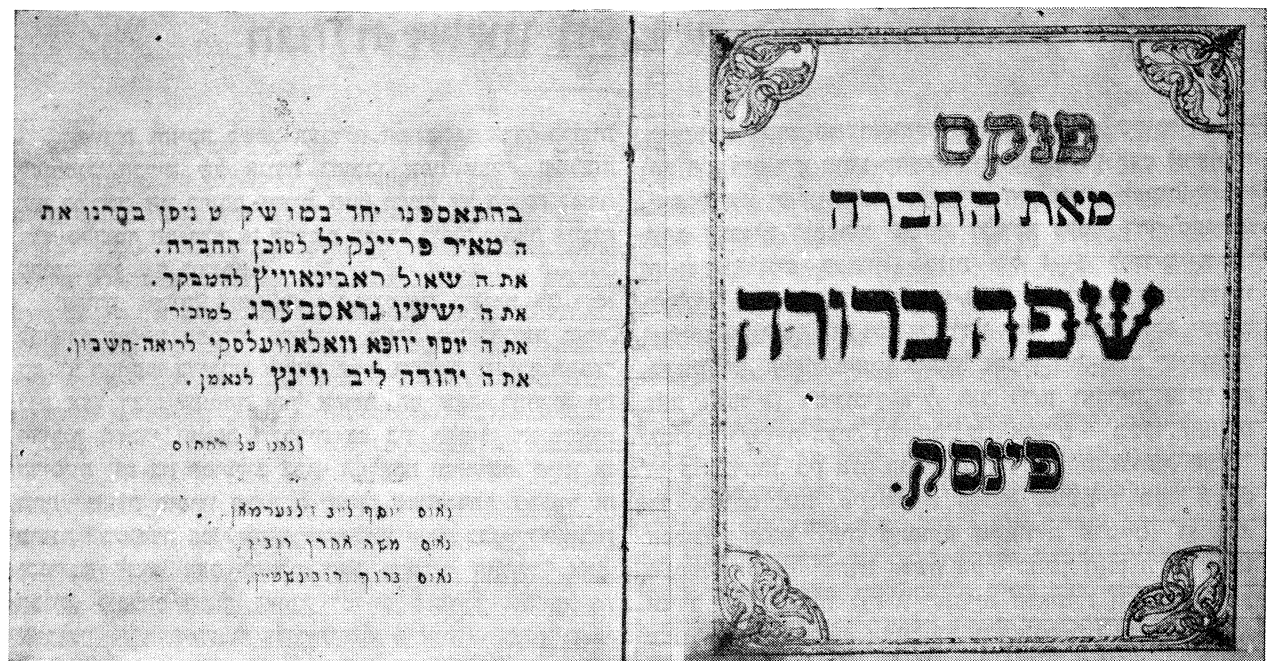 פנקס
מאת החברה
שפה ברורה
פינסק.
בהתאספנו יחד במו שק ט ניסן בחרנו את
ה מאיר פריינקיל לסוכן החברה.
את ה שאול ראבינאוויץ להמבקר.
את ה ישעיו גראסבערג למזכיר
את ה יוסף יוזפא וואלאוועלסקי לרואה-חשבון.
את ה יהודה ליב ווינץ לנאמן.
על החתום
נאום יוסף ליב
נאום משה אהרן
נאום ברוך רובינשטיין.